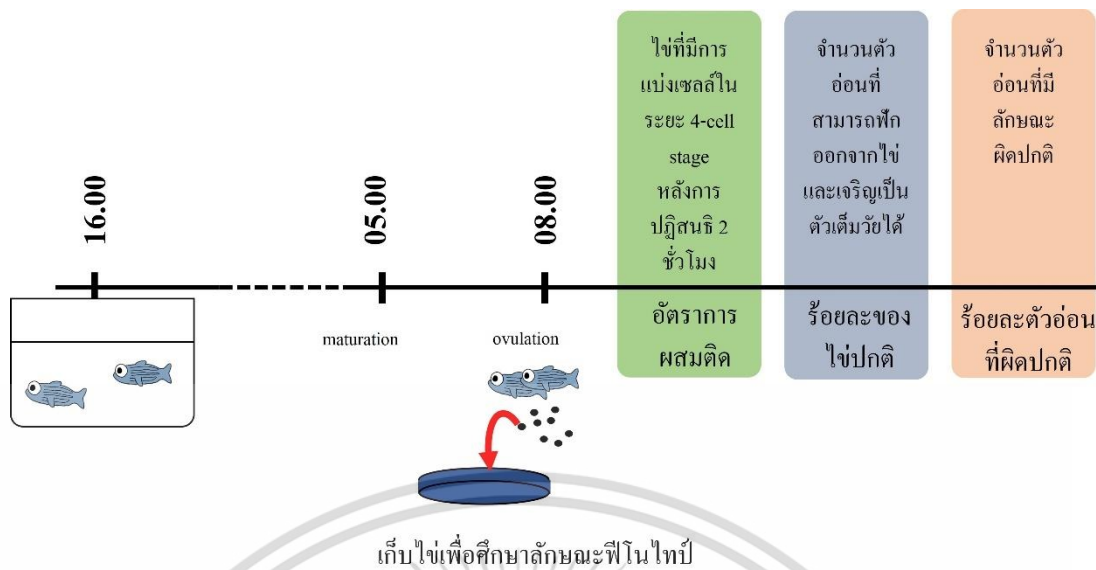 16.00
05.00
08.00
maturation
ovulation
ไข่ที่มีการ
แบ่งเซลล์ใน
ระยะ 4-cell
stage
หลังการ
ปฏิสนธิ 2
ชั่วโมง
อัตราการ
ผสมติด
จำนวนตัว
อ่อนที่
สามารถฟัก
ออกจากไข่
และเจริญเป็น
ตัวเต็มวัยได้
ร้อยละของ
ไข่ปกติ
จำนวนตัว
อ่อนที่มี
ลักษณะ
ผิดปกติ
ร้อยละตัวอ่อน
ที่ผิดปกติ
เก็บไข่เพื่อศึกษาลักษณะฟีโนไทป์